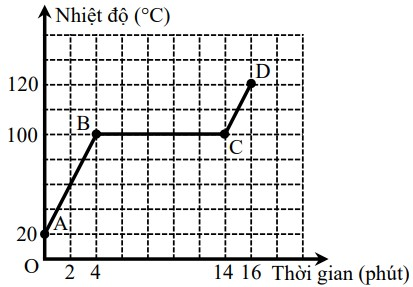 Nhiệt độ (°C)
120
D
B
100
C
A
20
O
2 4 14 16 Thời gian (phút)